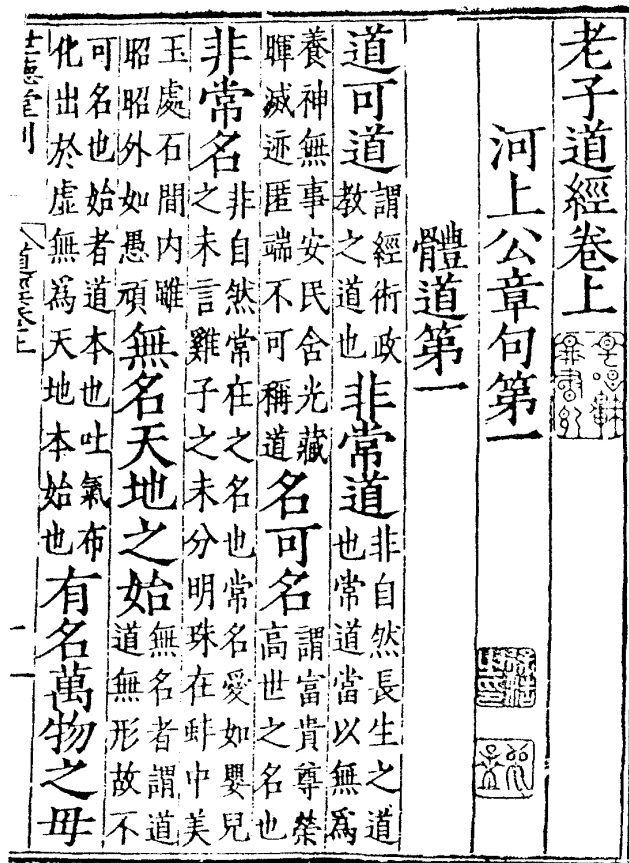 老子道經卷上
河上公章句第一
體道第一
道可道謂經術政教之道也非常道非自然長生之道也常道當以無爲
養神無事安民舍光藏暉滅迹匿端不可稱道名可名謂富貴尊榮高世之名也
非常名非自然常在之名也常名愛如嬰兒之未言雞子之未分明珠在蚌中美
玉處石間内雖昭昭外如愚頑無名天地之始無名者謂道道無形故不
可名也始者道本也吐氣布化出於虛無爲天地本始也有名萬物之母
世德堂刊